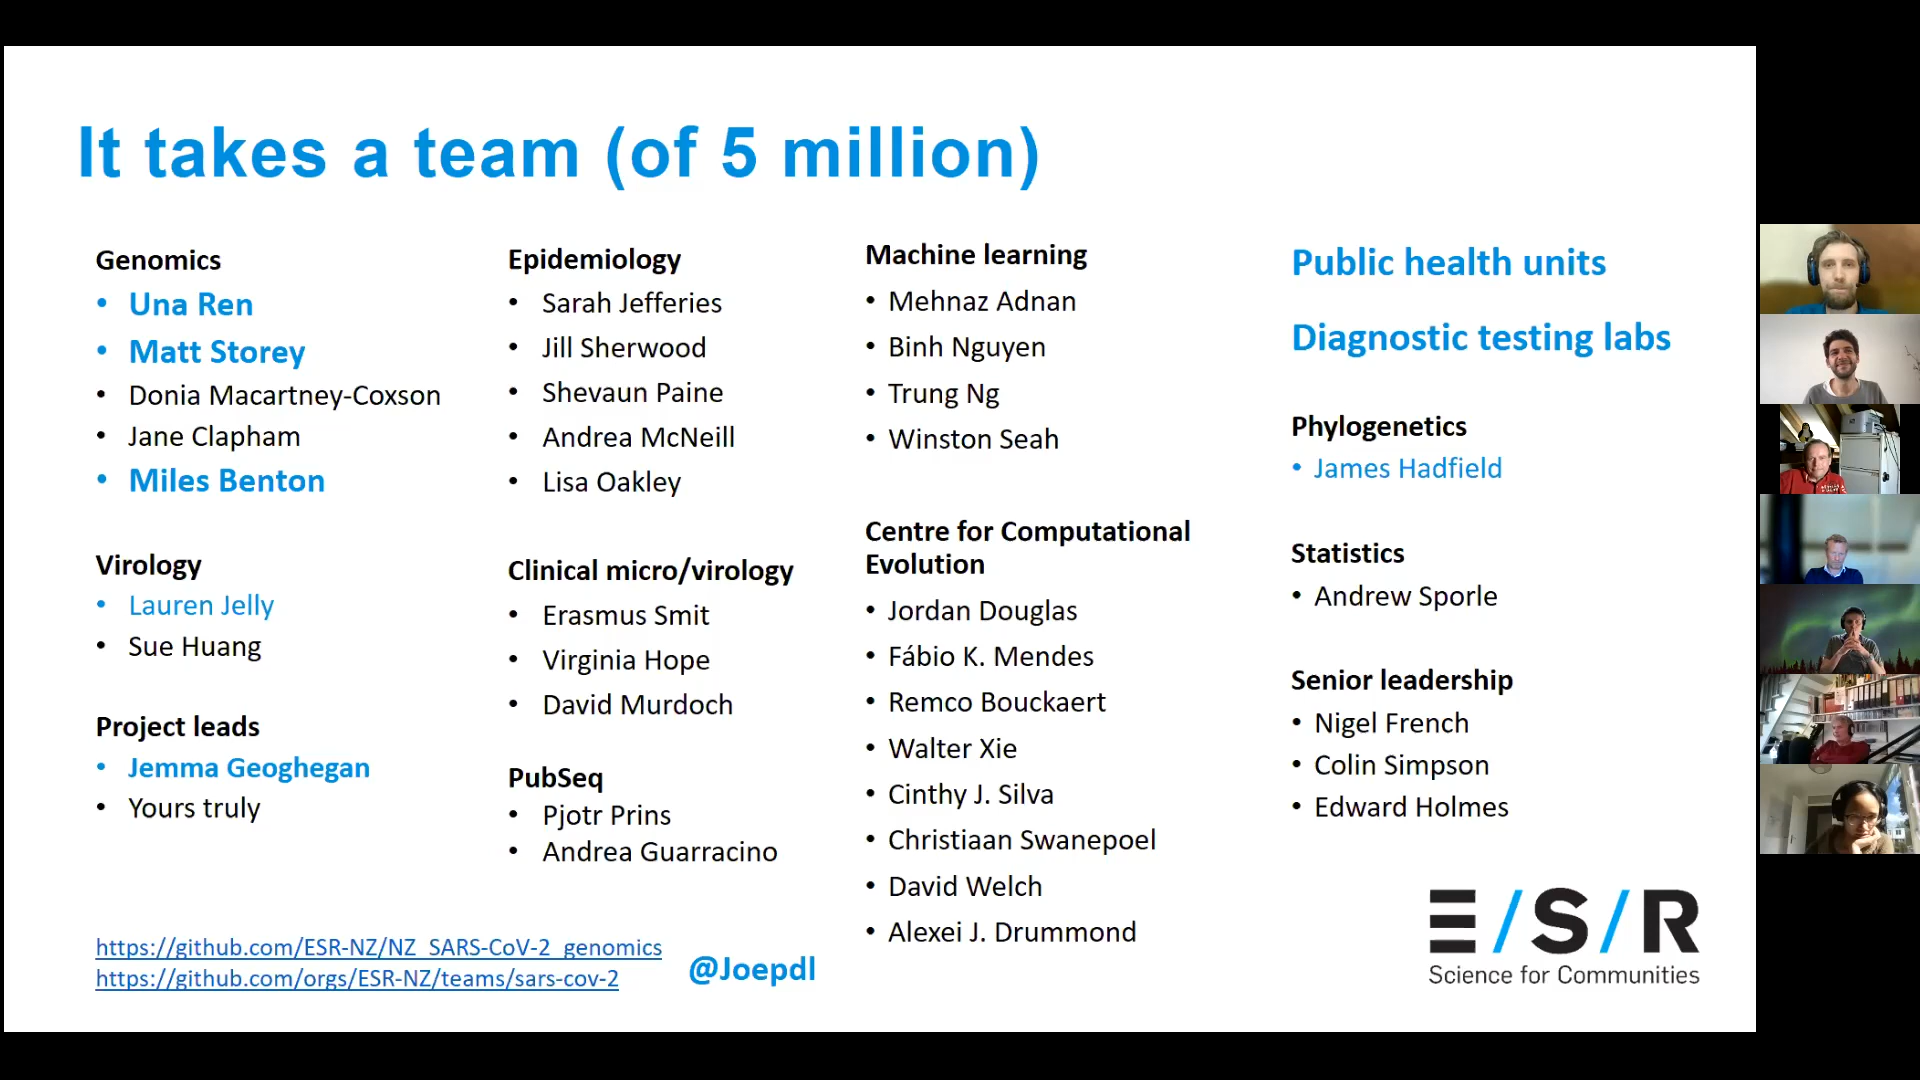 It takes a team (of 5 million)
Genomics
• Una Ren
• Matt Storey
• Donia Macartney-Coxson
• Jane Clapham
• Miles Benton
Virology
• Lauren Jelly
• Sue Huang
Project leads
• Jemma Geoghegan
• Yours truly
https://github.com/ESR-NZ/NZ_SARS-CoV-2_genomics
https://github.com/orgs/ESR-NZ/teams/sars-cov-2
Epidemiology
• Sarah Jefferies
• Jill Sherwood
• Shevaun Paine
• Andrea McNeill
• Lisa Oakley
Clinical micro/virology
• Erasmus Smit
• Virginia Hope
• David Murdoch
PubSeq
• Pjotr Prins
• Andrea Guarracino
@Joepdl
Machine learning
• Mehnaz Adnan
• Binh Nguyen
• Trung Ng
• Winston Seah
Centre for Computational
Evolution
• Jordan Douglas
• Fábio K. Mendes
• Remco Bouckaert
• Walter Xie
• Cinthy J. Silva
• Christiaan Swanepoel
• David Welch
• Alexei J. Drummond
Public health units
Diagnostic testing labs
Phylogenetics
• James Hadfield
Statistics
• Andrew Sporle
Senior leadership
• Nigel French
• Colin Simpson
• Edward Holmes
E/S/R
Science for Communities